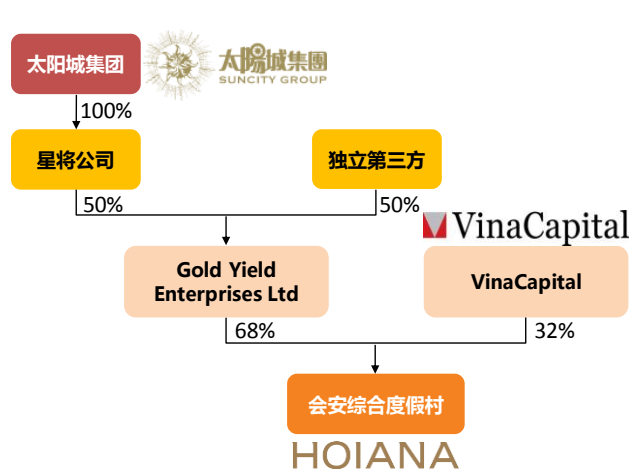 太阳城集团
太陽城集團
SUNCITY GROUP
100%
星将公司
独立第三方
50%
50%
VinaCapital
Gold Yield
Enterprises Ltd
VinaCapital
68%
32%
会安综合度假村
HOIANA